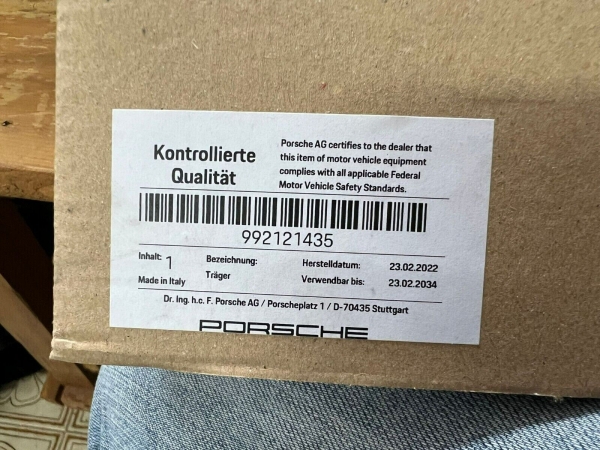 Kontrollierte
Qualität
Porsche AG certifies to the dealer that
this item of motor vehicle equipment
complies with all applicable Federal
Motor Vehicle Safety Standards.
992121435
Inhalt: 1
Made in Italy
Bezeichnung:
Träger
Herstelldatum: 23.02.2022
Verwendbar bis: 23.02.2034
Dr. Ing. h.c. F. Porsche AG / Porscheplatz 1 / D-70435 Stuttgart
PORSCHE